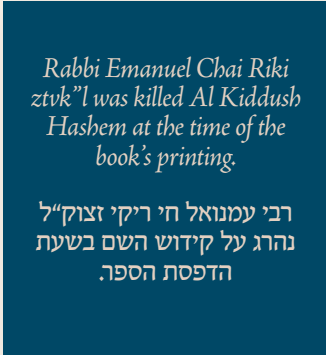 Rabbi Emanuel Chai Riki
ztvk”l was killed Al Kiddush
Hashem at the time of the
book’s printing.
רבי עמנואל חי ריקי זצוק“ל
נהרג על קידוש השם בשעת
הדפסת הספר.